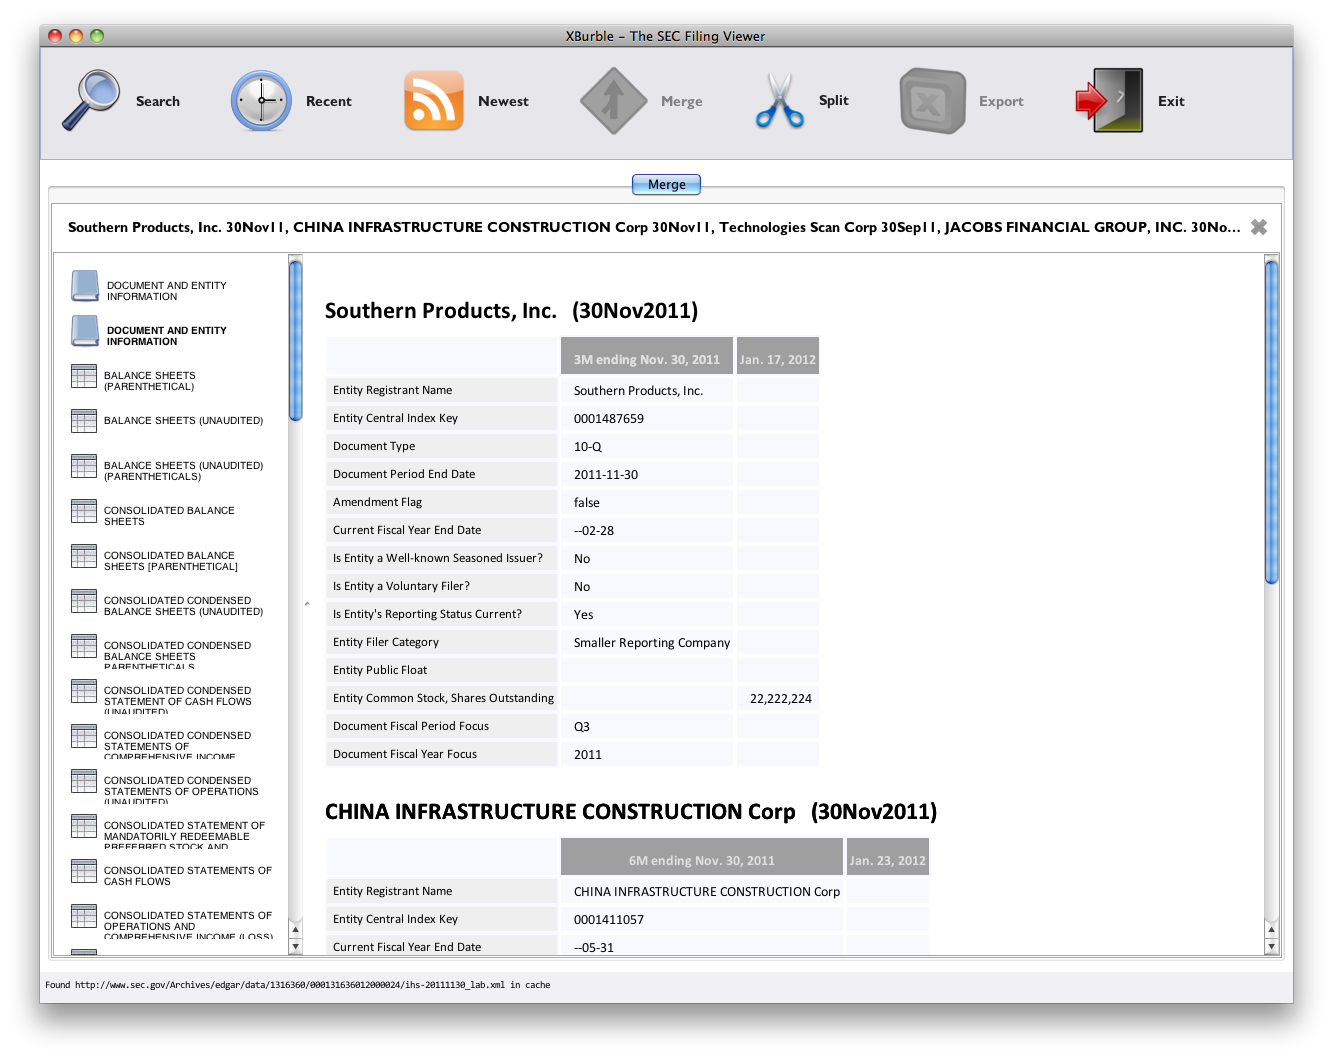 XBurble – The SEC Filing Viewer
Search
Recent
Newest
Merge
Split
Export
Exit
Merge
Southern Products, Inc. 30Nov11, CHINA INFRASTRUCTURE CONSTRUCTION Corp 30Nov11, Technologies Scan Corp 30Sep11, JACOBS FINANCIAL GROUP, INC. 30No...
DOCUMENT AND ENTITY
INFORMATION
DOCUMENT AND ENTITY
INFORMATION
BALANCE SHEETS
(PARENTHETICAL)
BALANCE SHEETS (UNAUDITED)
BALANCE SHEETS (UNAUDITED)
(PARENTHETICALS)
CONSOLIDATED BALANCE
SHEETS
CONSOLIDATED BALANCE
SHEETS [PARENTHETICAL]
CONSOLIDATED CONDENSED
BALANCE SHEETS (UNAUDITED)
CONSOLIDATED CONDENSED
BALANCE SHEETS
PARENTHETICALS
CONSOLIDATED CONDENSED
STATEMENT OF CASH FLOWS
(UNAUDITED)
CONSOLIDATED CONDENSED
STATEMENTS OF
COMPREHENSIVE INCOME
CONSOLIDATED CONDENSED
STATEMENTS OF OPERATIONS
(UNAUDITED)
CONSOLIDATED STATEMENT OF
MANDATORILY REDEEMABLE
PREFERRED STOCK AND
CONSOLIDATED STATEMENTS OF
CASH FLOWS
CONSOLIDATED STATEMENTS OF
OPERATIONS AND
COMPREHENSIVE INCOME (LOSS)
Southern Products, Inc. (30Nov2011)
3M ending Nov. 30, 2011 Jan. 17, 2012
Entity Registrant Name Southern Products, Inc.
Entity Central Index Key 0001487659
Document Type 10-Q
Document Period End Date 2011-11-30
Amendment Flag false
Current Fiscal Year End Date --02-28
Is Entity a Well-known Seasoned Issuer? No
Is Entity a Voluntary Filer? No
Is Entity's Reporting Status Current? Yes
Entity Filer Category Smaller Reporting Company
Entity Public Float
Entity Common Stock, Shares Outstanding 22,222,224
Document Fiscal Period Focus Q3
Document Fiscal Year Focus 2011
CHINA INFRASTRUCTURE CONSTRUCTION Corp (30Nov2011)
6M ending Nov. 30, 2011 Jan. 23, 2012
Entity Registrant Name CHINA INFRASTRUCTURE CONSTRUCTION Corp
Entity Central Index Key 0001411057
Current Fiscal Year End Date --05-31
Found http://www.sec.gov/Archives/edgar/data/1316360/000131636012000024/ihs-20111130_lab.xml in cache